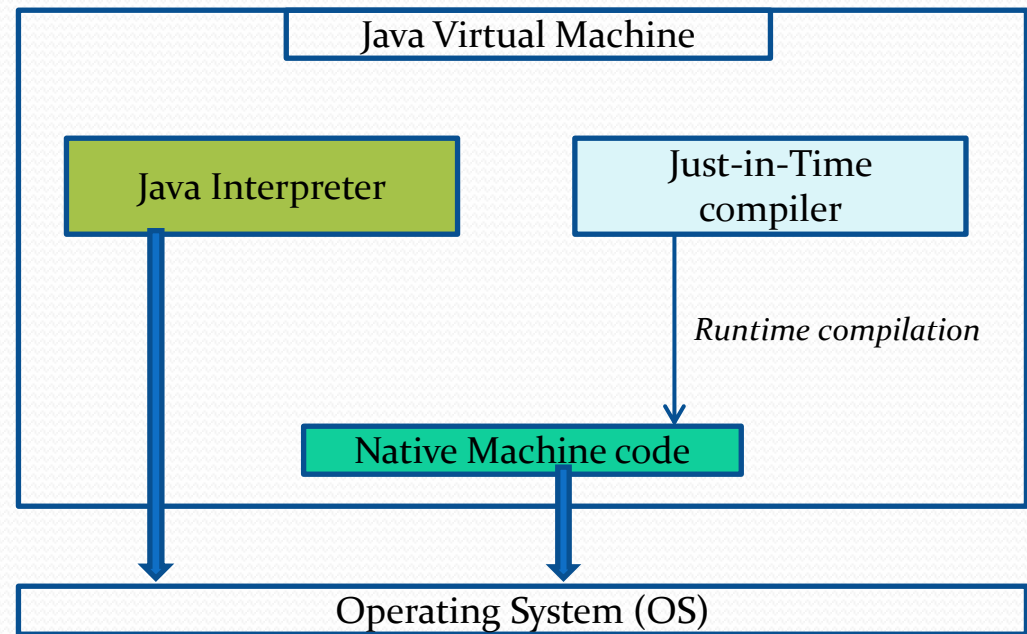 Java Virtual Machine
Java Interpreter
Just-in-Time
compiler
Runtime compilation
Native Machine code
Operating System (OS)